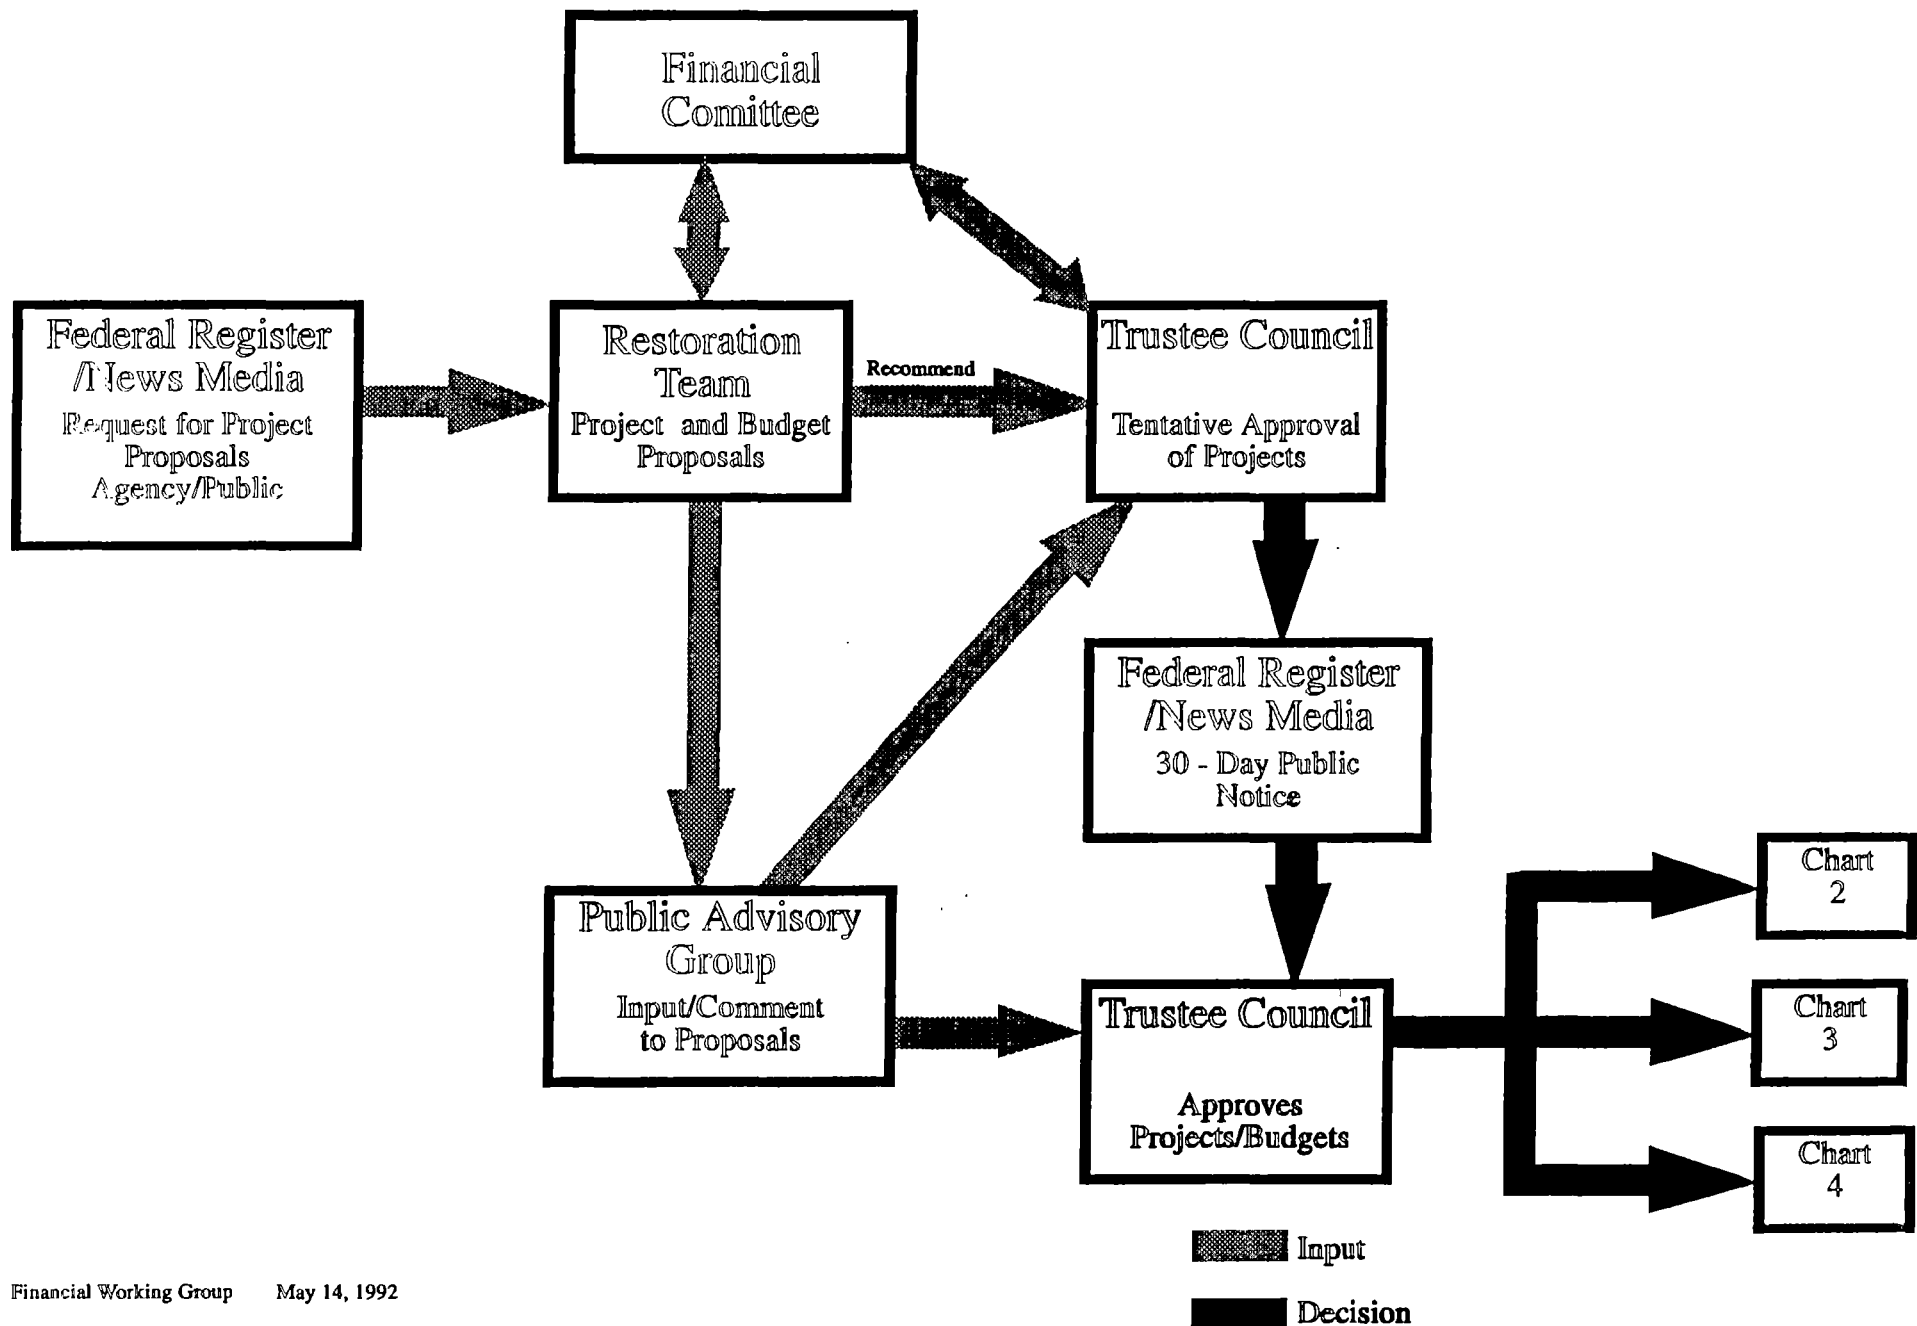 Financial
Comittee
Federal Register
/News Media
Request for Project
Proposals
Agency/Public
Restoration
Team
Project and Budget
Proposals
Recommend
Trustee Council
Tentative Approval
of Projects
Federal Register
/News Media
30 - Day Public
Notice
Public Advisory
Group
Input/Comment
to Proposals
Trustee Council
Approves
Projects/Budgets
Chart
2
Chart
3
Chart
4
Input
Decision
Financial Working Group May 14, 1992